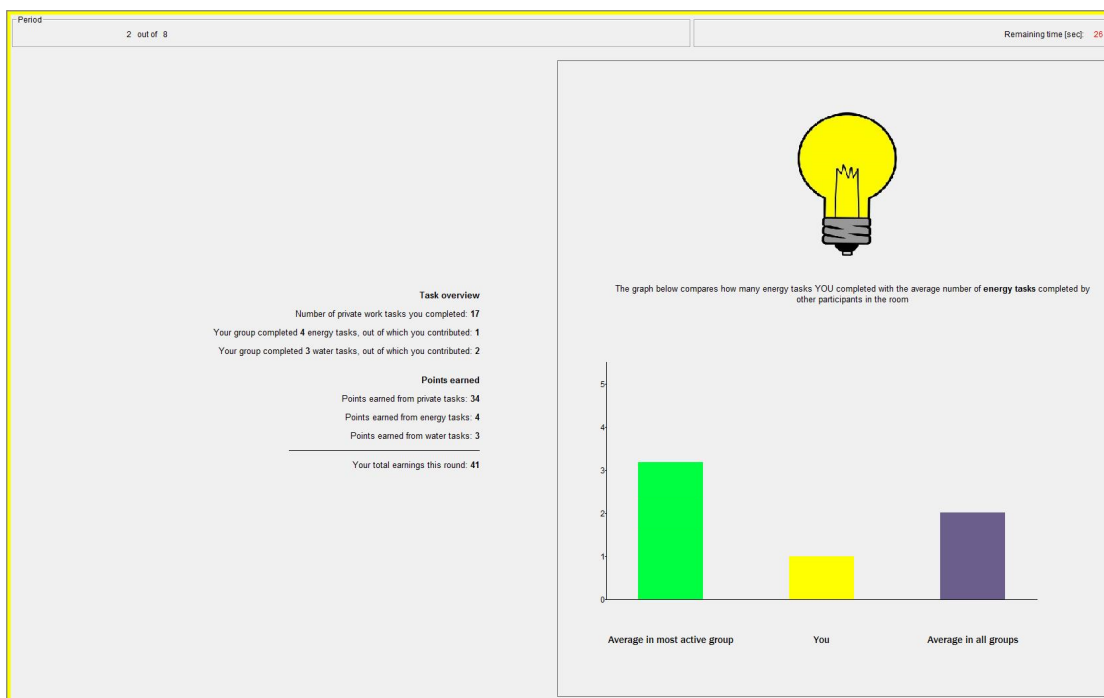 Period
2 out of 8
Remaining time [sec]: 26
Task overview
Number of private work tasks you completed: 17
Your group completed 4 energy tasks, out of which you contributed: 1
Your group completed 3 water tasks, out of which you contributed: 2
Points earned
Points earned from private tasks: 34
Points earned from energy tasks: 4
Points earned from water tasks: 3
Your total earnings this round: 41
The graph below compares how many energy tasks YOU completed with the average number of energy tasks completed by
other participants in the room
5
4
3
2
1
0
Average in most active group
You
Average in all groups